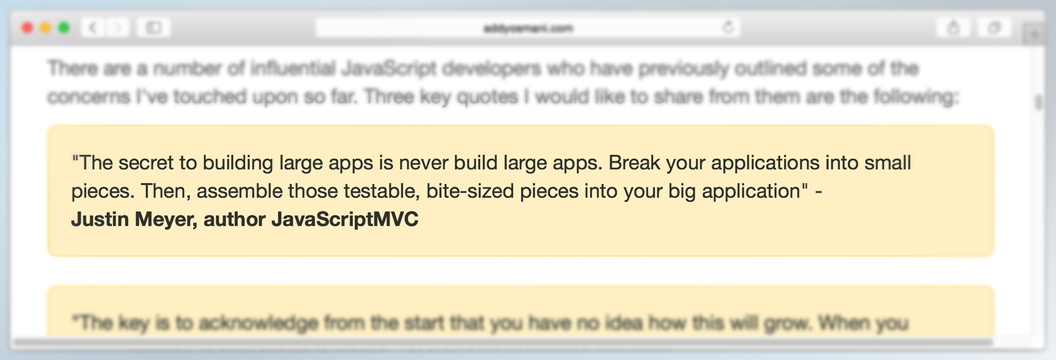 addyosmani.com
There are a number of influential JavaScript developers who have previously outlined some of the
concerns I've touched upon so far. Three key quotes I would like to share from them are the following:
"The secret to building large apps is never build large apps. Break your applications into small
pieces. Then, assemble those testable, bite-sized pieces into your big application" -
Justin Meyer, author JavaScriptMVC
"The key is to acknowledge from the start that you have no idea how this will grow. When you